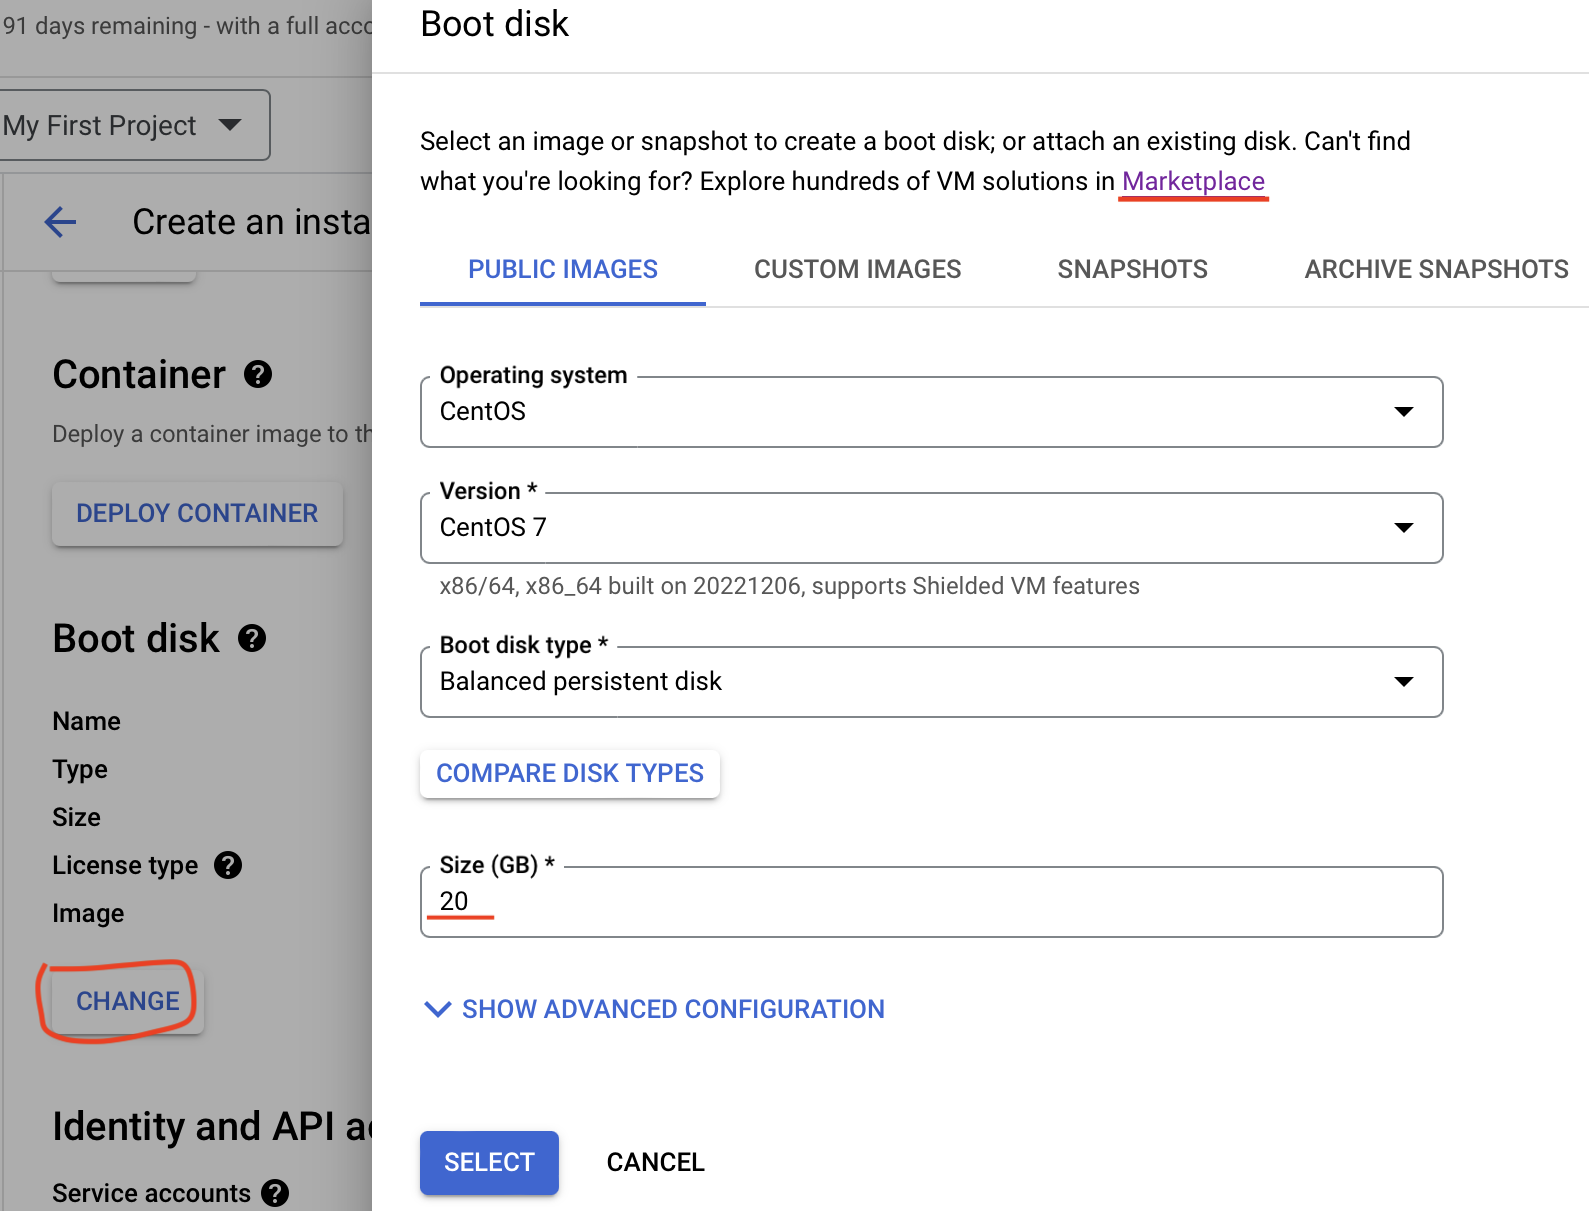 91 days remaining - with a full acco
My First Project
Create an insta
Container
Deploy a container image to th
DEPLOY CONTAINER
Boot disk
Name
Type
Size
License type
Image
CHANGE
Identity and API a
Service accounts
Boot disk
Select an image or snapshot to create a boot disk; or attach an existing disk. Can't find
what you're looking for? Explore hundreds of VM solutions in Marketplace
PUBLIC IMAGES CUSTOM IMAGES SNAPSHOTS ARCHIVE SNAPSHOTS
Operating system
CentOS
Version *
CentOS 7
x86/64, x86_64 built on 20221206, supports Shielded VM features
Boot disk type *
Balanced persistent disk
COMPARE DISK TYPES
Size (GB) *
20
SHOW ADVANCED CONFIGURATION
SELECT CANCEL